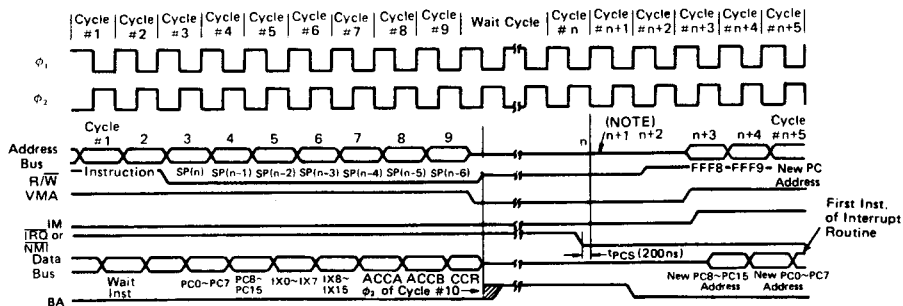 Cycle #1 Cycle #2 Cycle #3 Cycle #4 Cycle #5 Cycle #6 Cycle #7 Cycle #8 Cycle #9 Wait Cycle Cycle #n Cycle #n+1 Cycle #n+2 Cycle #n+3 Cycle #n+4 Cycle #n+5
ϕ1
ϕ2
Cycle #1 2 3 4 5 6 7 8 9 n (NOTE) n+1 n+2 n+3 n+4 Cycle #n+5
Address Bus
Instruction SP(n) SP(n-1) SP(n-2) SP(n-3) SP(n-4) SP(n-5) SP(n-6) FFF8 FFF9 New PC Address
R/W̅
VMA
IM
I̅R̅Q̅ or N̅M̅I̅
First Inst. of Interrupt Routine
tPCS (200ns)
Data Bus
Wait Inst PC0~PC7 PC8~PC15 IX0~IX7 IX8~IX15 ACCA ACCB CCR New PC8~PC15 Address New PC0~PC7 Address
ϕ2 of Cycle #10
BA